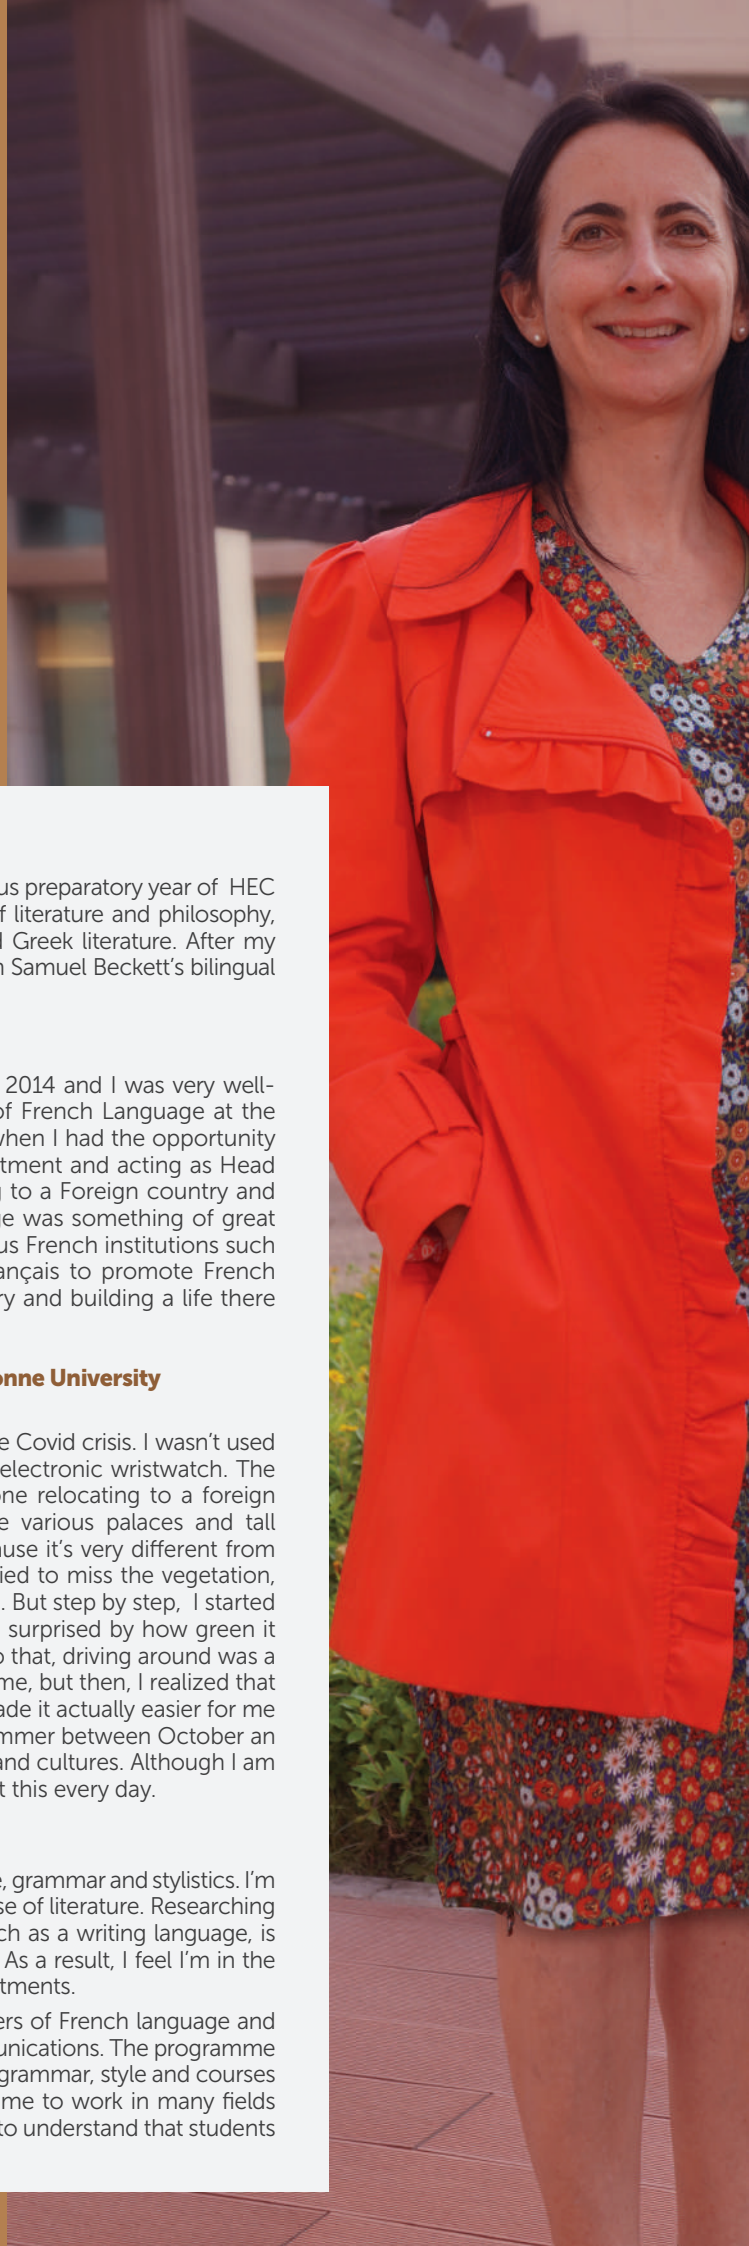 us preparatory year of HEC
f literature and philosophy,
Greek literature. After my
Samuel Beckett's bilingual
2014 and I was very well-
of French Language at the
when I had the opportunity
tment and acting as Head
to a Foreign country and
ge was something of great
us French institutions such
ançais to promote French
ry and building a life there
onne University
e Covid crisis. I wasn't used
electronic wristwatch. The
one relocating to a foreign
e various palaces and tall
ause it's very different from
ied to miss the vegetation,
. But step by step, I started
surprised by how green it
o that, driving around was a
me, but then, I realized that
ade it actually easier for me
mmer between October an
and cultures. Although I am
t this every day.
e, grammar and stylistics. I'm
se of literature. Researching
ch as a writing language, is
As a result, I feel I'm in the
tments.
ers of French language and
unications. The programme
grammar, style and courses
me to work in many fields
to understand that students